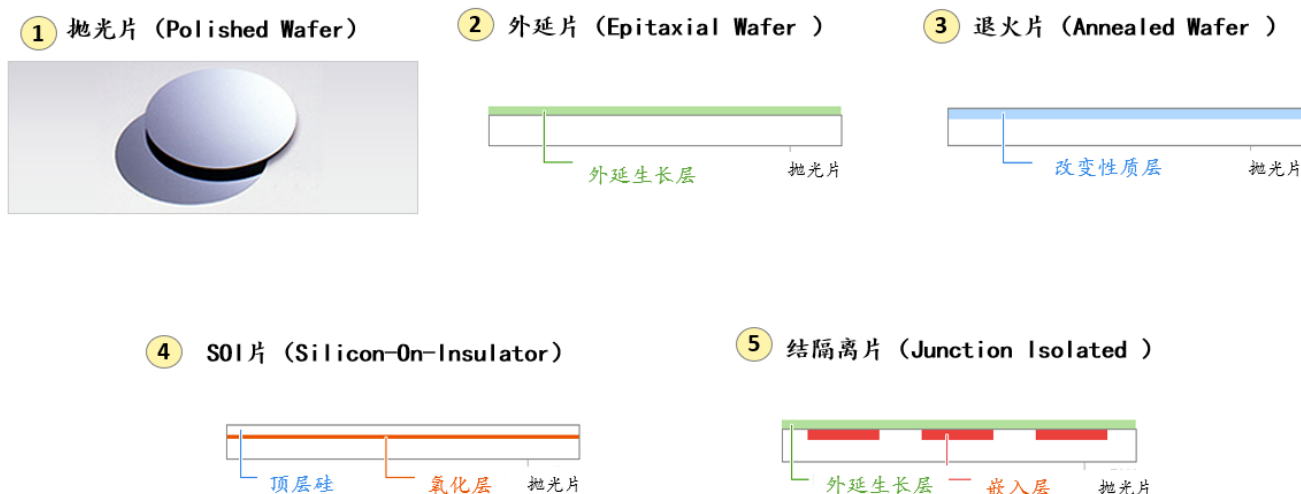 1 抛光片（Polished Wafer）
2 外延片（Epitaxial Wafer ）
3 退火片（Annealed Wafer ）
外延生长层
抛光片
改变性质层
抛光片
4 SOI片（Silicon-On-Insulator）
5 结隔离片（Junction Isolated ）
顶层硅
氧化层
抛光片
外延生长层
嵌入层
抛光片